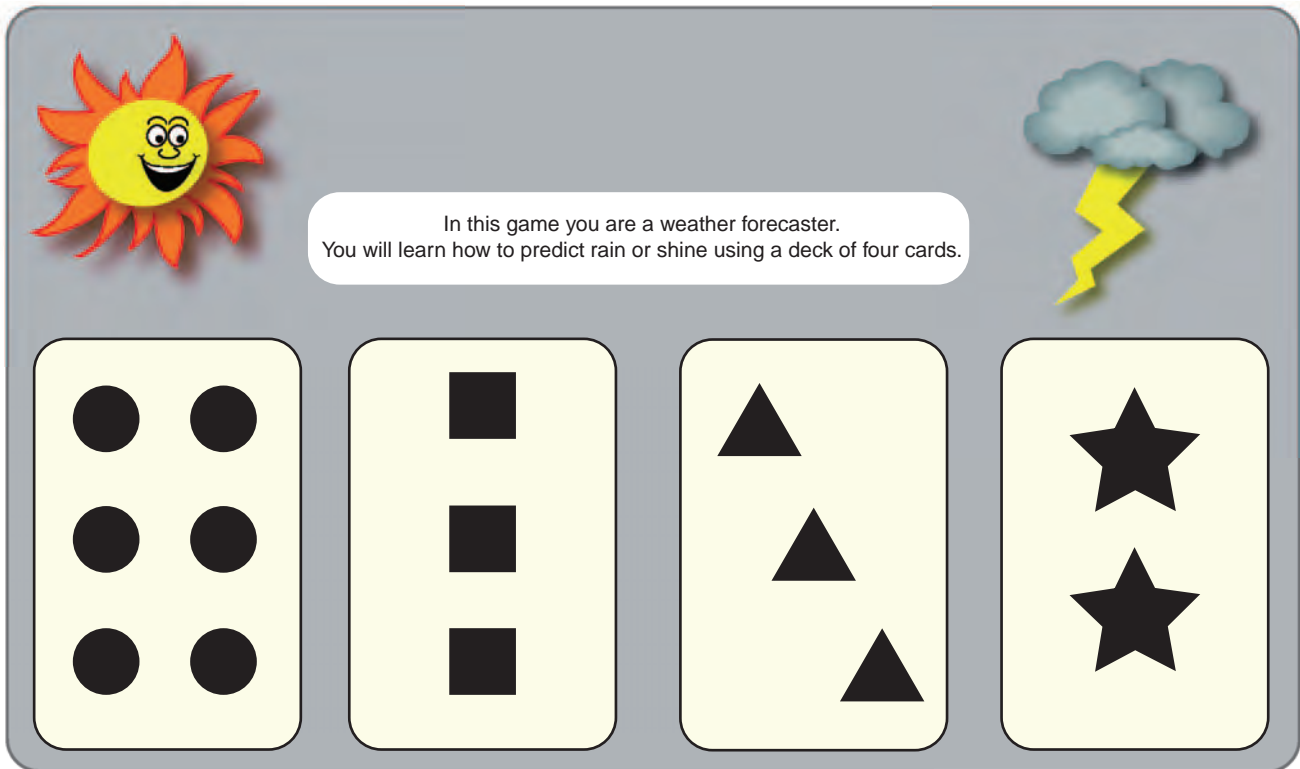 In this game you are a weather forecaster.
You will learn how to predict rain or shine using a deck of four cards.